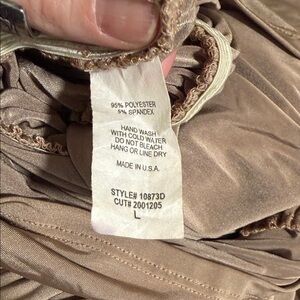 95% POLYESTER
5% SPANDEX
HAND WASH
WITH COLD WATER
DO NOT BLEACH
HANG OR LINE DRY
MADE IN U.S.A.
STYLE# 10873D
CUT# 2001205
L